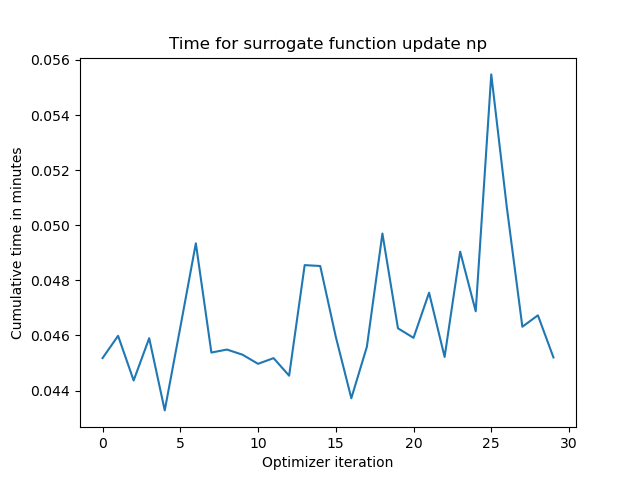 Time for surrogate function update np
0.056
0.054
0.052
0.050
0.048
0.046
0.044
Cumulative time in minutes
0 5 10 15 20 25 30
Optimizer iteration